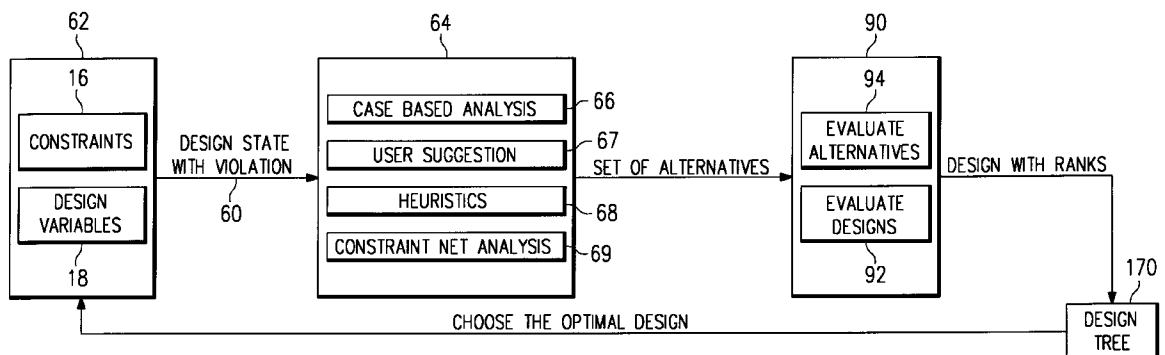 62
16
CONSTRAINTS
DESIGN
VARIABLES
18
DESIGN STATE
WITH VIOLATION
60
64
CASE BASED ANALYSIS
66
USER SUGGESTION
67
HEURISTICS
68
CONSTRAINT NET ANALYSIS
69
SET OF ALTERNATIVES
90
94
EVALUATE
ALTERNATIVES
EVALUATE
DESIGNS
92
DESIGN WITH RANKS
170
DESIGN
TREE
CHOOSE THE OPTIMAL DESIGN